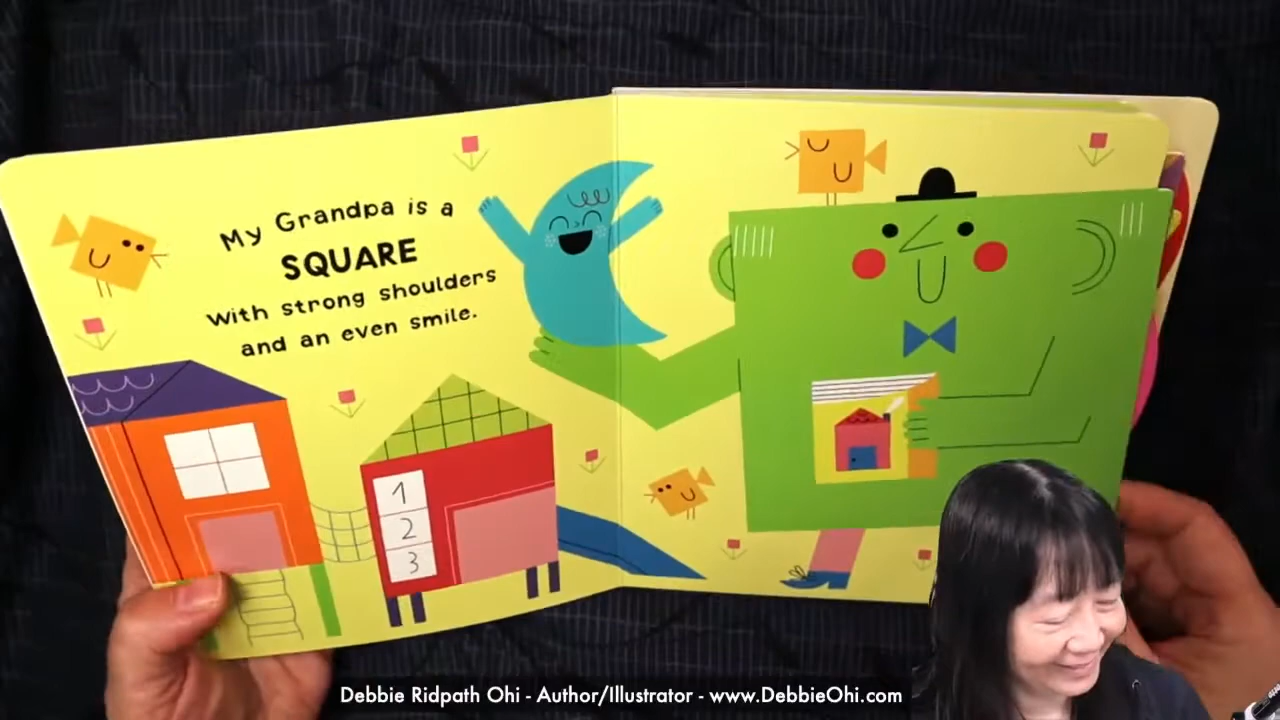 My Grandpa is a
SQUARE
With strong shoulders
and an even smile.
1
2
3
Debbie Ridpath Ohi - Author/Illustrator - www.DebbieOhi.com